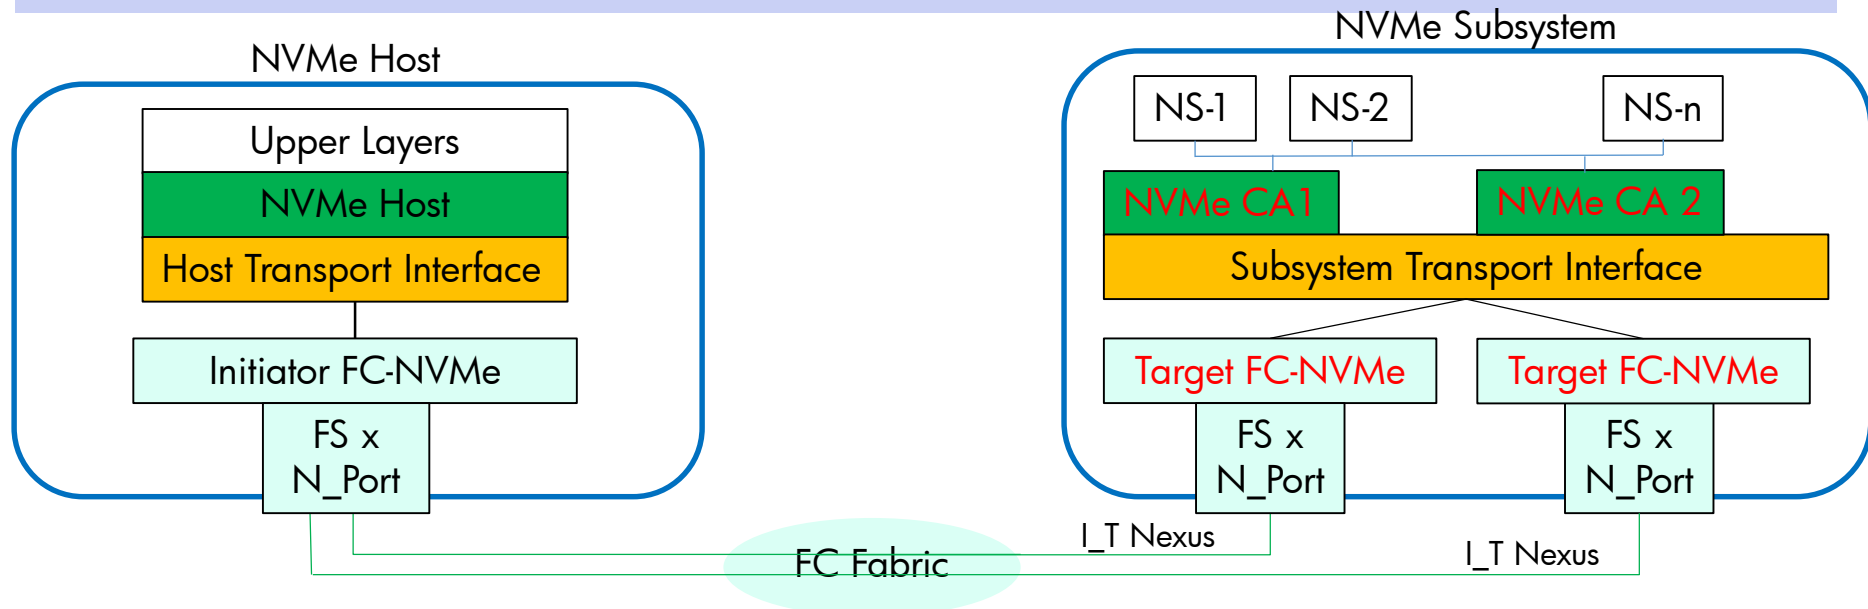 NVMe Host
Upper Layers
NVMe Host
Host Transport Interface
Initiator FC-NVMe
FS x
N_Port
NVMe Subsystem
NS-1
NS-2
NS-n
NVMe CA1
NVMe CA 2
Subsystem Transport Interface
Target FC-NVMe
Target FC-NVMe
FS x
N_Port
FS x
N_Port
I_T Nexus
I_T Nexus
FC Fabric